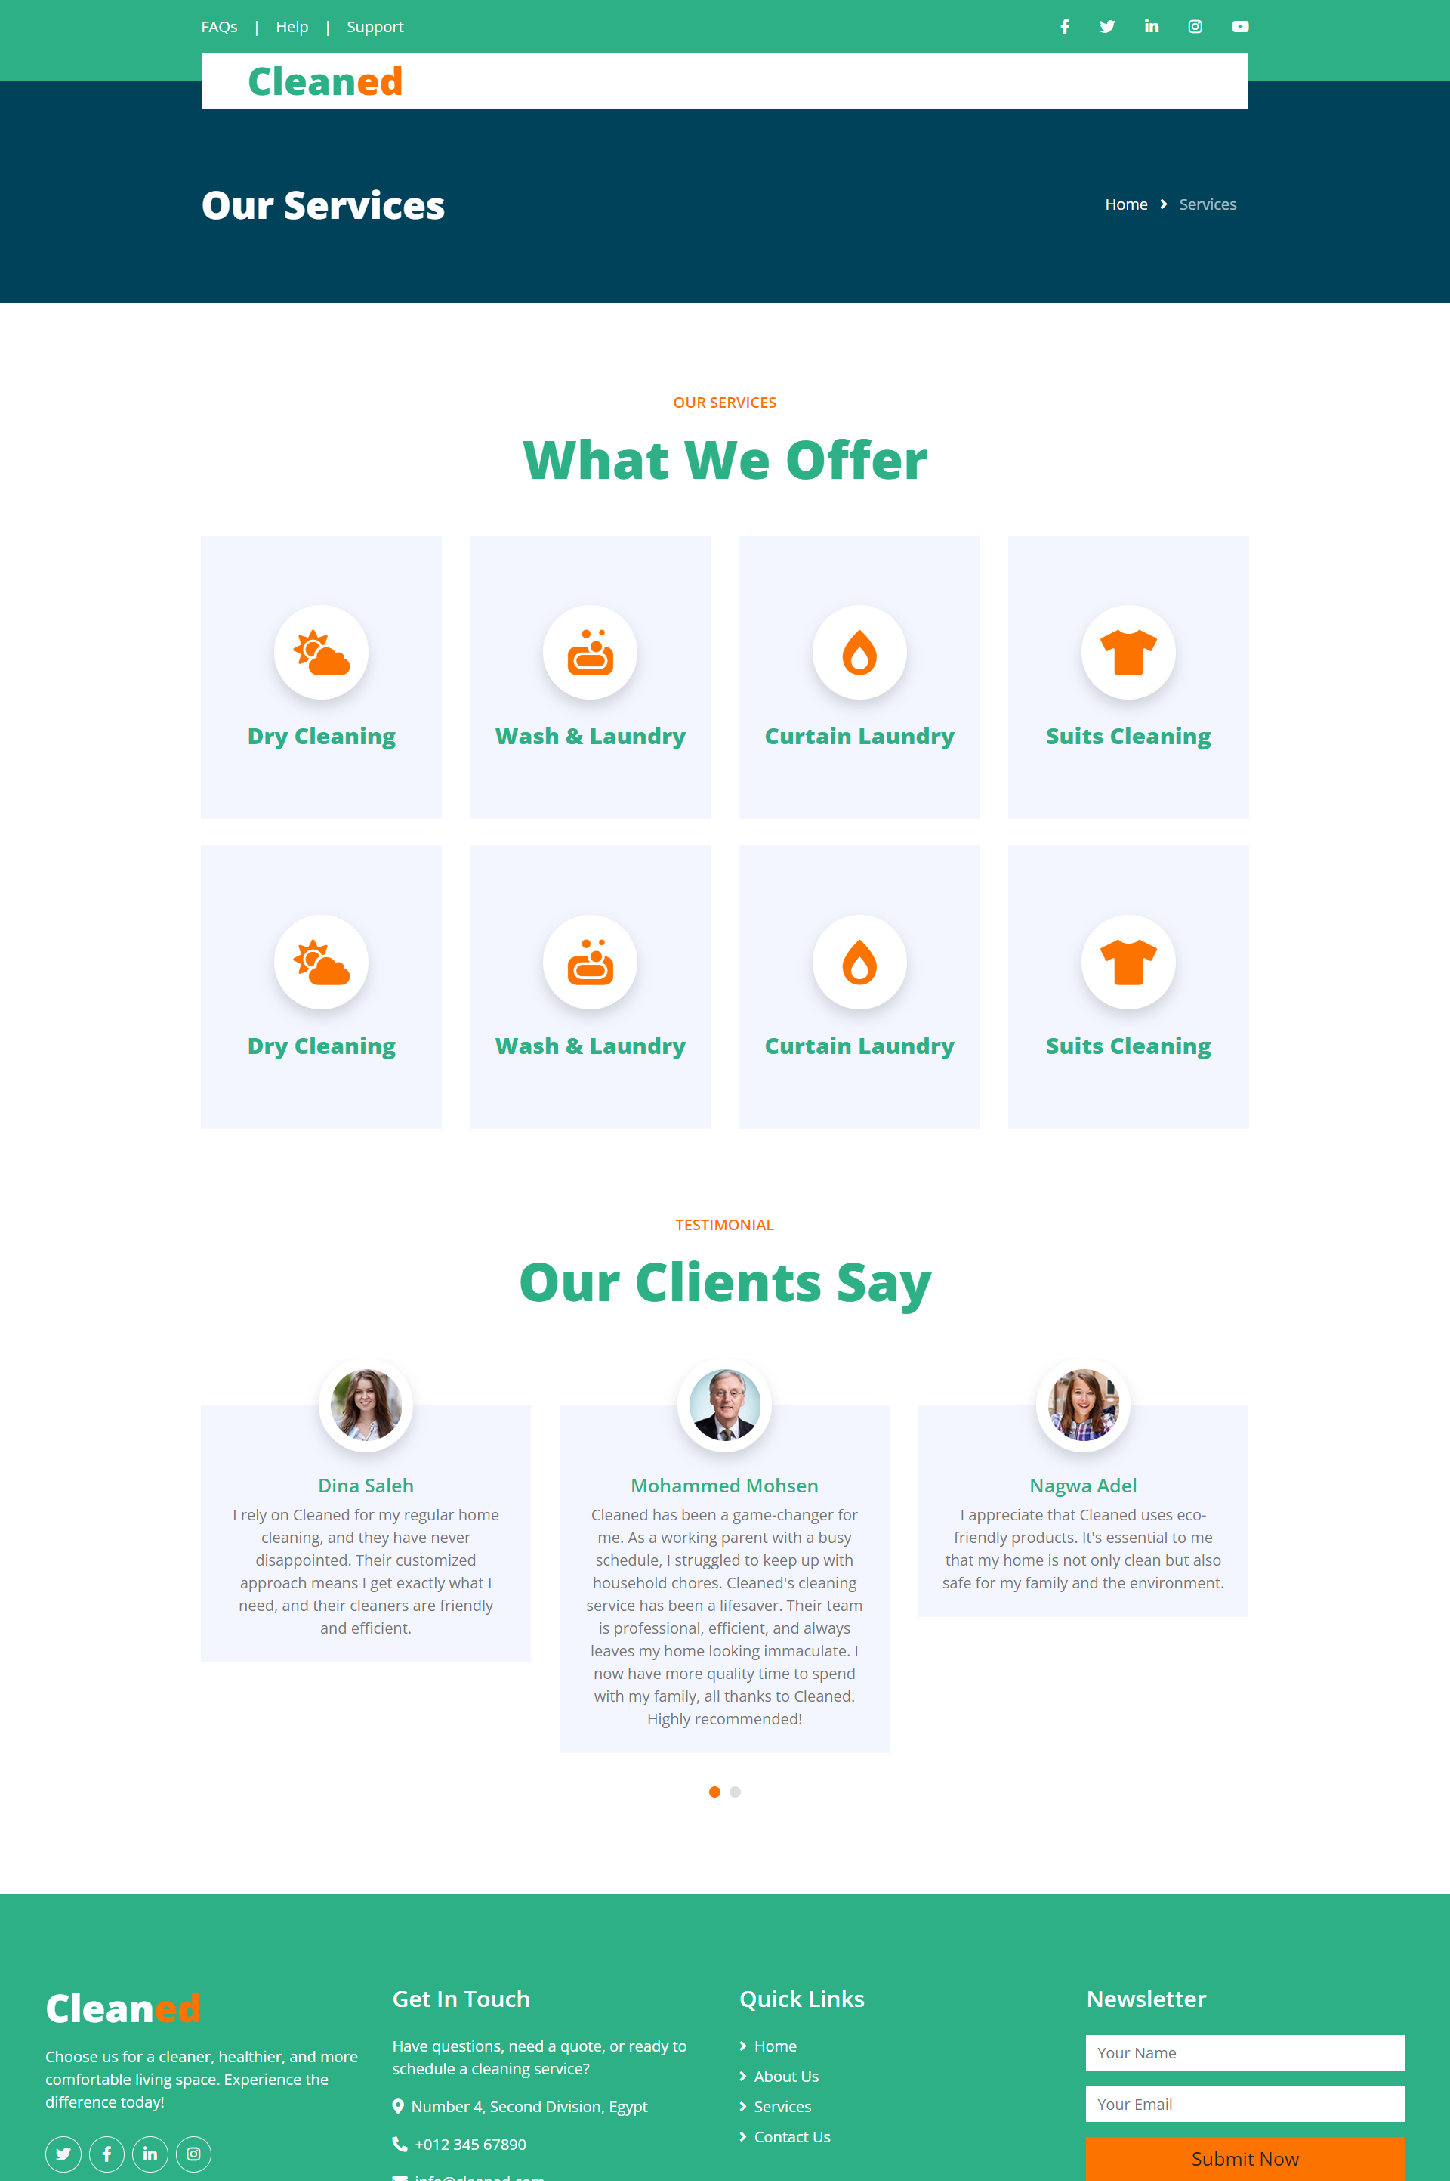 FAQs | Help | Support
Cleaned
Our Services
Home Services
OUR SERVICES
What We Offer
Dry Cleaning
Wash & Laundry
Curtain Laundry
Suits Cleaning
Dry Cleaning
Wash & Laundry
Curtain Laundry
Suits Cleaning
TESTIMONIAL
Our Clients Say
Dina Saleh
I rely on Cleaned for my regular home
cleaning, and they have never
disappointed. Their customized
approach means I get exactly what I
need, and their cleaners are friendly
and efficient.
Mohammed Mohsen
Cleaned has been a game-changer for
me. As a working parent with a busy
schedule, I struggled to keep up with
household chores. Cleaned's cleaning
service has been a lifesaver. Their team
is professional, efficient, and always
leaves my home looking immaculate. I
now have more quality time to spend
with my family, all thanks to Cleaned.
Highly recommended!
Nagwa Adel
I appreciate that Cleaned uses eco-
friendly products. It's essential to me
that my home is not only clean but also
safe for my family and the environment.
Cleaned
Choose us for a cleaner, healthier, and more
comfortable living space. Experience the
difference today!
Get In Touch
Have questions, need a quote, or ready to
schedule a cleaning service?
Number 4, Second Division, Egypt
+012 345 67890
Quick Links
Home
About Us
Services
Contact Us
Newsletter
Your Name
Your Email
Submit Now